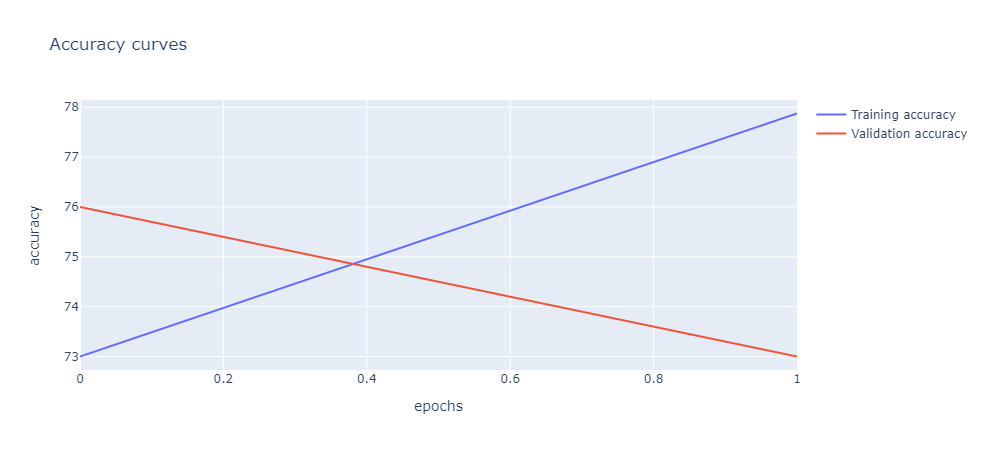 Accuracy curves
Training accuracy
Validation accuracy
78
77
76
75
74
73
accuracy
0 0.2 0.4 0.6 0.8 1
epochs